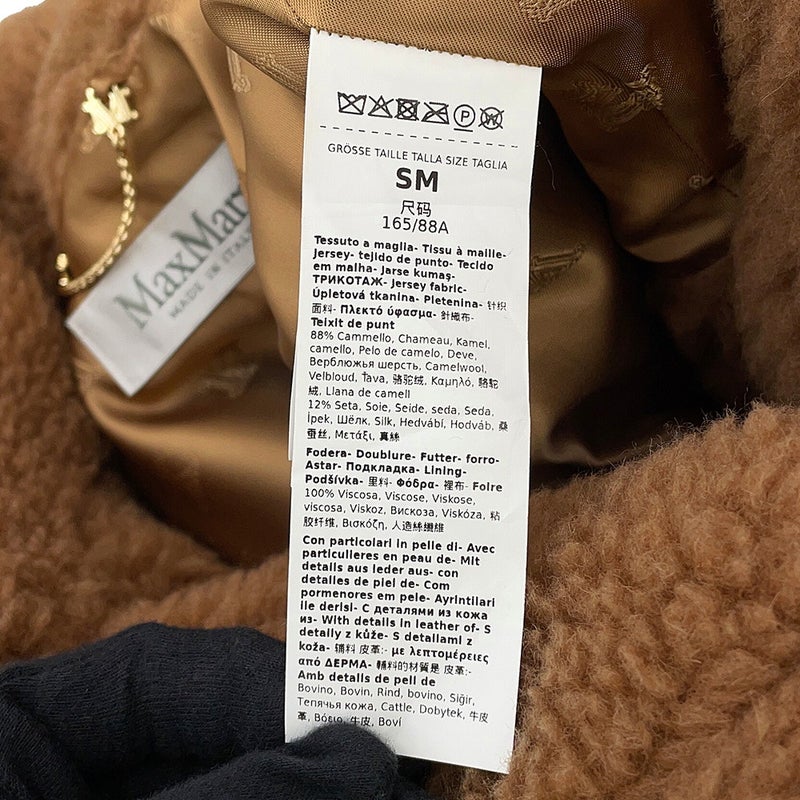 MaxMar
MADE IN ITAL
P
W
GRÖSSE TAILLE TALLA SIZE TAGLIA
SM
尺码
165/88A
Tessuto a maglia- Tissu à maille-
Jersey- tejido de punto- Tecido
em malha- Jarse kumaş-
ТРИКОТАЖ- Jersey fabric-
Úpletová tkanina- Pletenina- 针织
面料- Πλεκτό ύφασμα- 針織布-
Teixit de punt
88% Cammello, Chameau, Kamel,
camello, Pelo de camelo, Deve,
Верблюжья шерсть, Camelwool,
Velbloud, Ťava, 骆驼绒, Καμηλό, 駱駝
絨, Llana de camell
12% Seta, Soie, Seide, seda, Seda,
İpek, Шёлк, Silk, Hedvábí, Hodváb, 桑
蚕丝, Μετάξι, 真絲
Fodera- Doublure- Futter- forro-
Astar- Подкладка- Lining-
Podšívka- 里料- Φόδρα- 裡布- Folre
100% Viscosa, Viscose, Viskose,
viscosa, Viskoz, Вискоза, Viskóza, 粘
胶纤维, Βισκόζη, 人造絲纖維
Con particolari in pelle di- Avec
particulieres en peau de- Mit
details aus leder aus- con
detalles de piel de- Com
pormenores em pele- Ayrintilari
ile derisi- С деталями из кожа
из- With details in leather of- S
detaily z kůže- S detailami z
koža- 辅料 皮革:- με λεπτομέρειες
από ΔΕΡΜΑ- 輔料的材質是 皮革:-
Amb detalls de pell de
Bovino, Bovin, Rind, bovino, Siğir,
Телячья кожа, Cattle, Dobytek, 牛皮
革, Βόειο, 牛皮, Boví